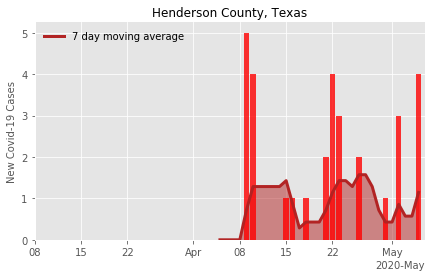 Henderson County, Texas
7 day moving average
New Covid-19 Cases
5
4
3
2
1
0
08
15
22
Apr
08
15
22
May
2020-May